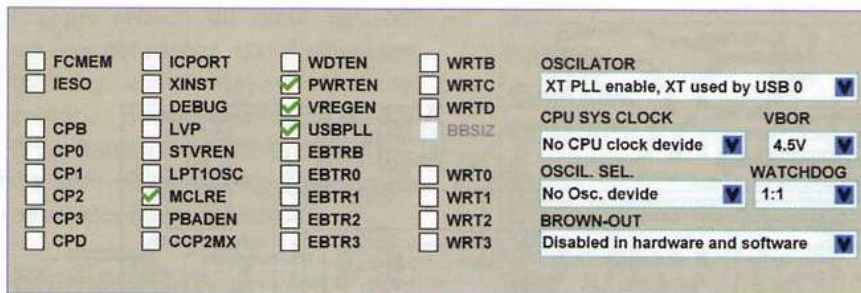 FCMEM
IESO
CPB
CP0
CP1
CP2
CP3
CPD
ICPORT
XINST
DEBUG
LVP
STVREN
LPT1OSC
MCLRE
PBADEN
CCP2MX
WDTEN
PWRTEN
VREGEN
USBPLL
EBTRB
EBTR0
EBTR1
EBTR2
EBTR3
WRTB
WRTC
WRTD
BBSIZ
WRT0
WRT1
WRT2
WRT3
OSCILATOR
XT PLL enable, XT used by USB 0
CPU SYS CLOCK VBOR
No CPU clock devide 4.5V
OSCIL. SEL. WATCHDOG
No Osc. devide 1:1
BROWN-OUT
Disabled in hardware and software